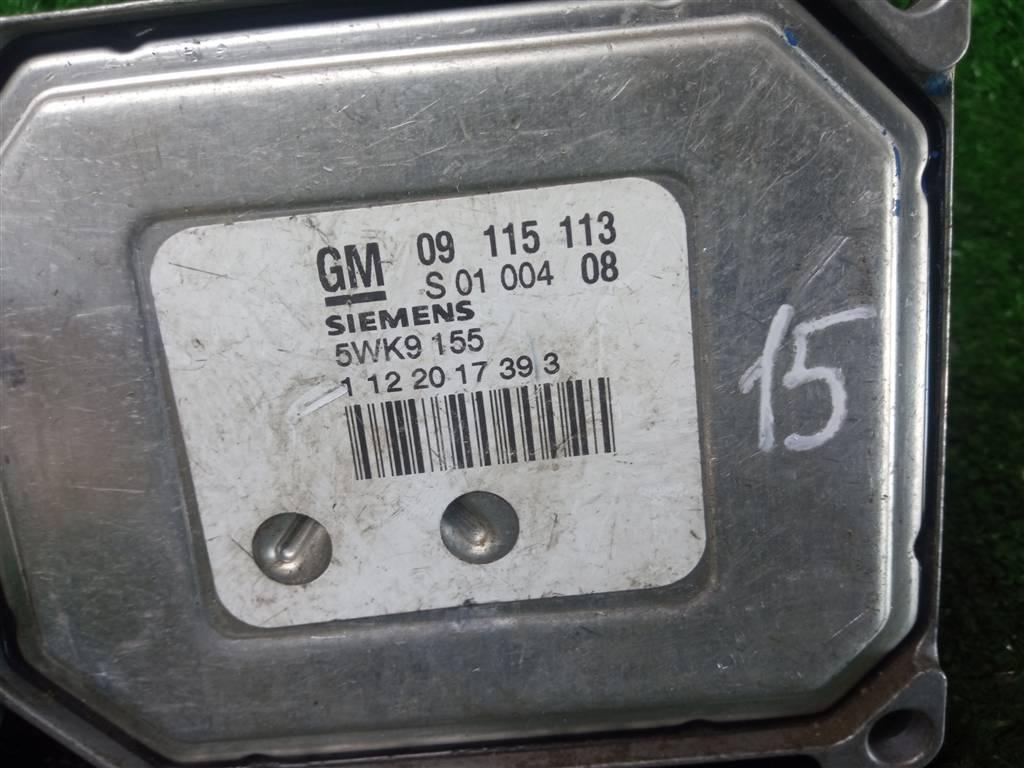 GM 09 115 113
S 01 004 08
SIEMENS
5WK9 155
1 12 20 17 39 3
15